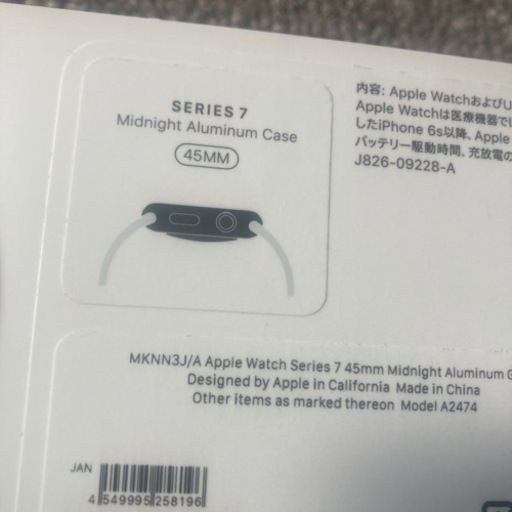 SERIES 7
Midnight Aluminum Case
45MM
内容: Apple WatchおよびU
Apple Watchは医療機器で
したiPhone 6s以降、Apple
バッテリー駆動時間、充放電の
J826-09228-A
MKNN3J/A Apple Watch Series 7 45mm Midnight Aluminum
Designed by Apple in California Made in China
Other items as marked thereon Model A2474
JAN
4 549995 258196